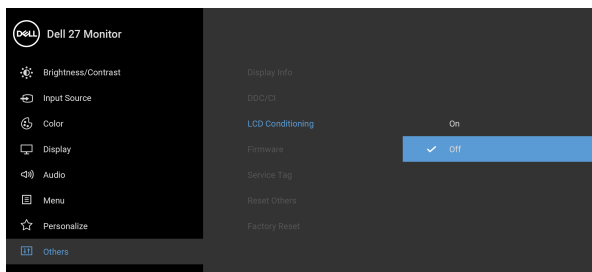 DELL Dell 27 Monitor
Brightness/Contrast
Input Source
Color
Display
Audio
Menu
Personalize
Others
Display Info
DDC/CI
LCD Conditioning
Firmware
Service Tag
Reset Others
Factory Reset
On
Off